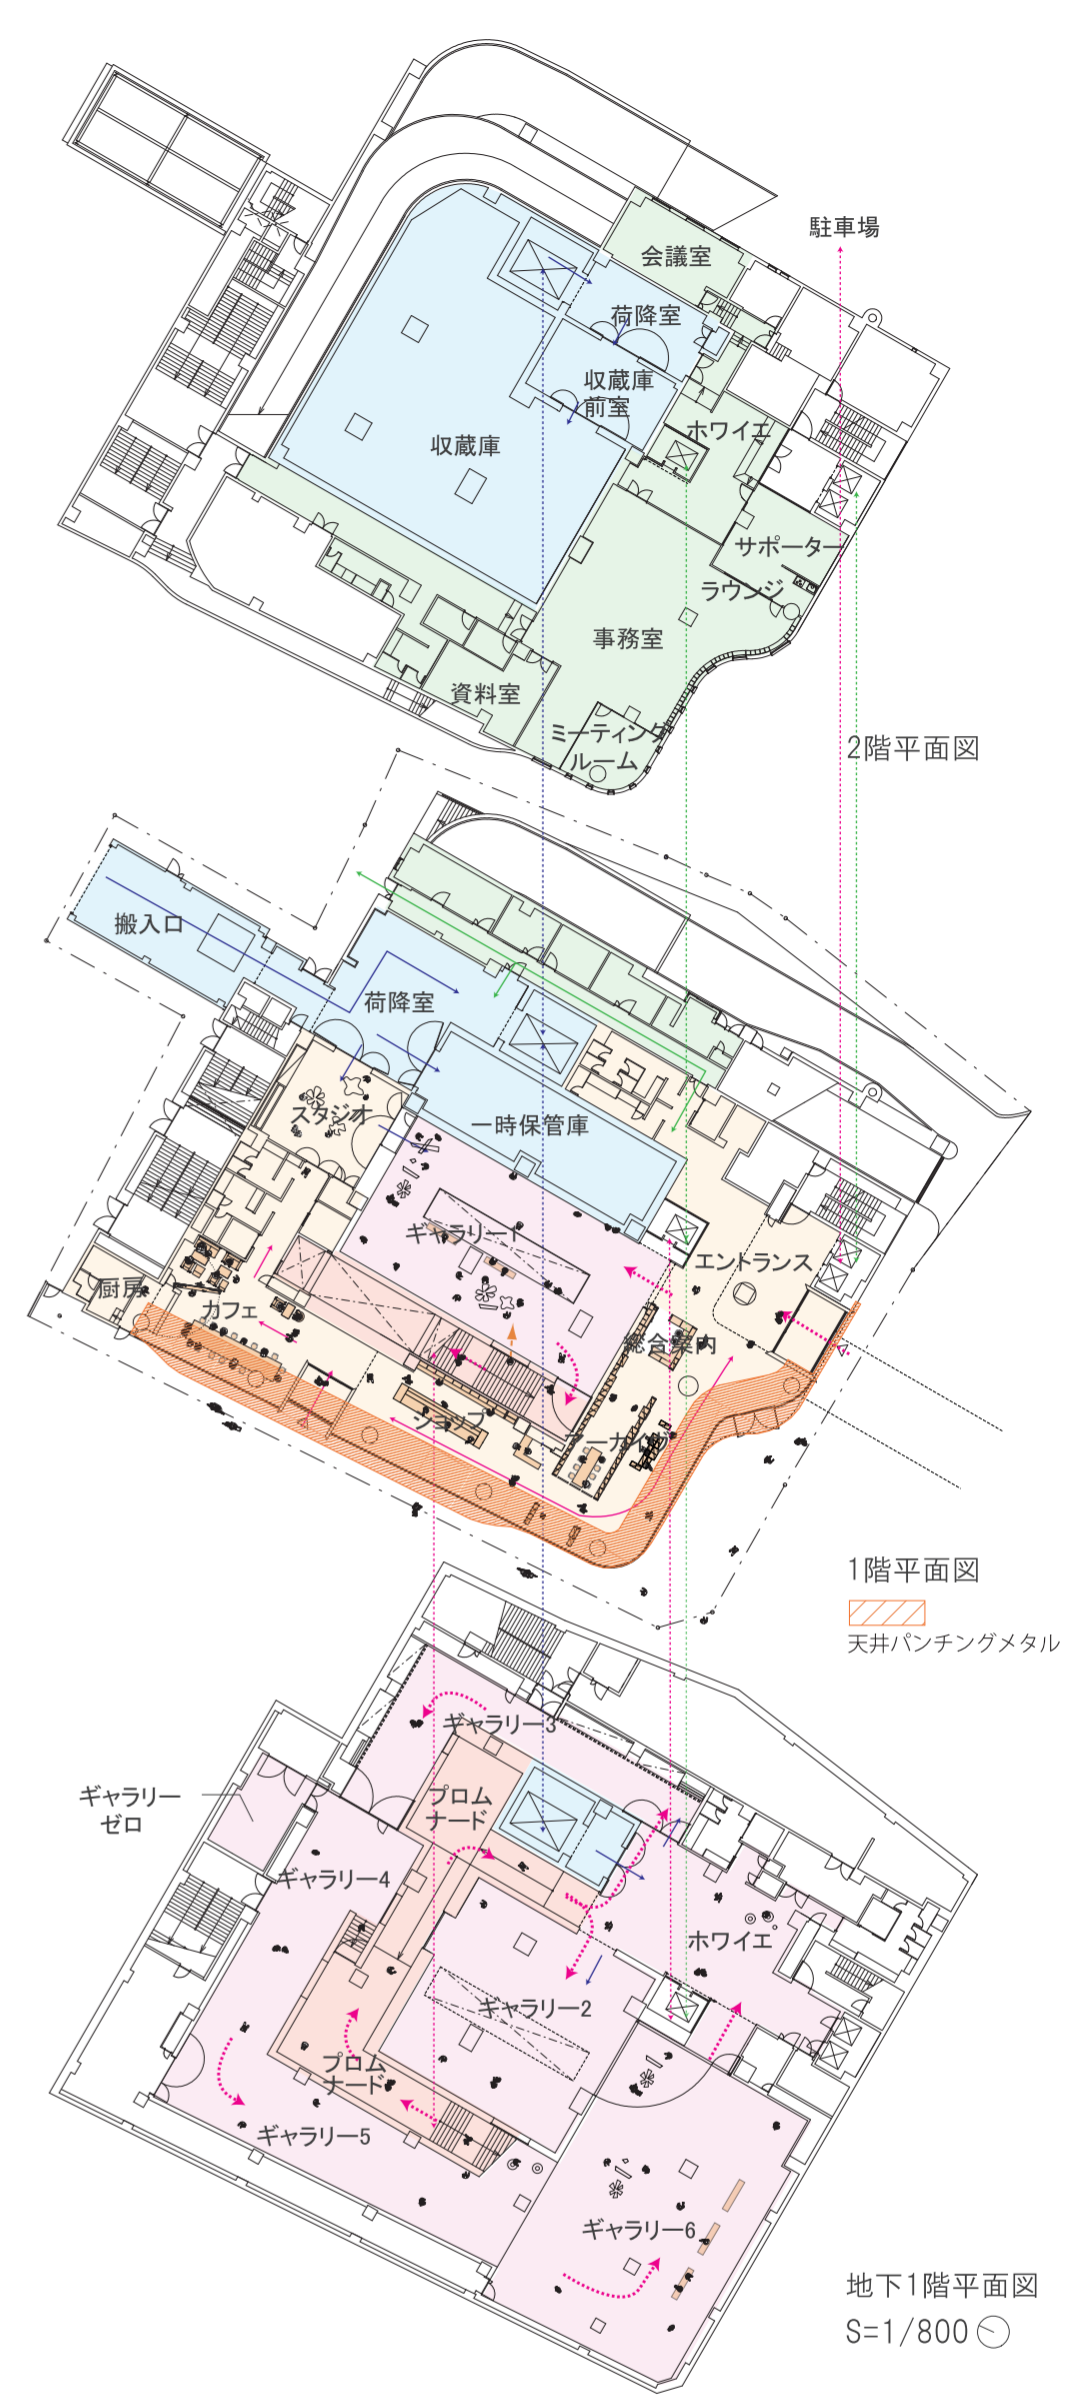 駐車場
会議室
荷降室
収蔵庫
前室
ホワイエ
収蔵庫
サポーター
ラウンジ
事務室
資料室
ミーティング
ルーム
2階平面図
搬入口
荷降室
スタジオ
一時保管庫
ギャラリー1
エントランス
厨房
カフェ
総合案内
ショップ
アーカイブ
1階平面図
天井パンチングメタル
ギャラリー3
ギャラリー
ゼロ
プロム
ナード
ギャラリー4
ホワイエ
ギャラリー2
プロム
ナード
ギャラリー5
ギャラリー6
地下1階平面図
S=1/800